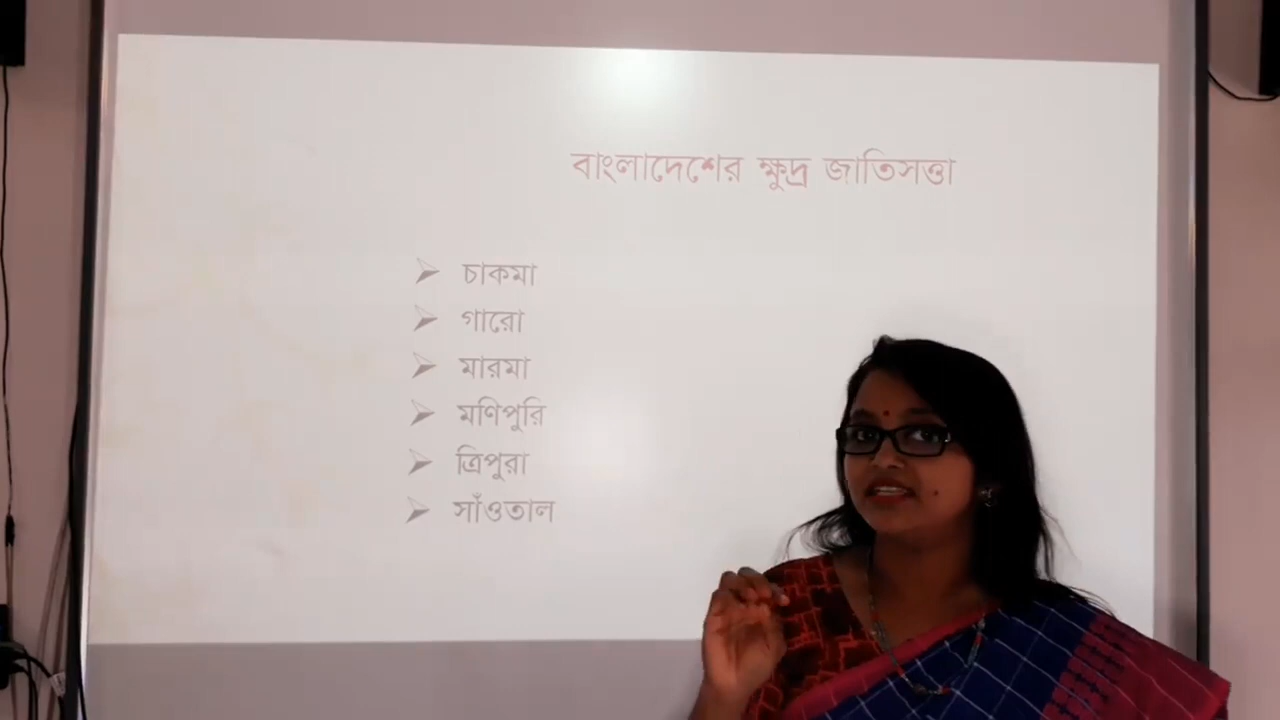 বাংলাদেশের ক্ষুদ্র জাতিসত্তা
চাকমা
গারো
মারমা
মণিপুরি
ত্রিপুরা
সাঁওতাল